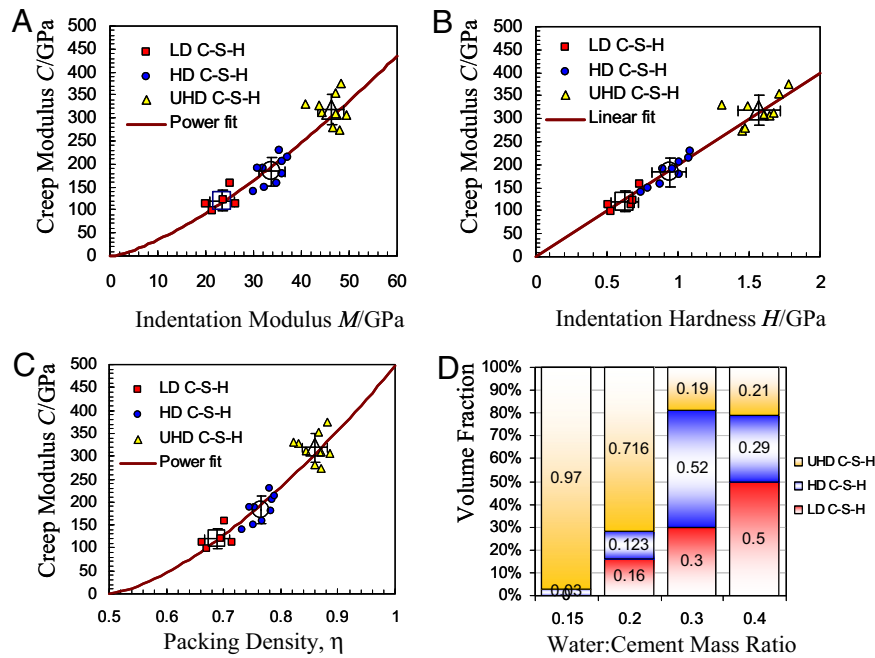 A
Creep Modulus C/GPa
500
450
400
350
300
250
200
150
100
50
0
LD C-S-H
HD C-S-H
UHD C-S-H
Power fit
0 10 20 30 40 50 60
Indentation Modulus M/GPa
B
Creep Modulus C/GPa
500
450
400
350
300
250
200
150
100
50
0
LD C-S-H
HD C-S-H
UHD C-S-H
Linear fit
0 0.5 1 1.5 2
Indentation Hardness H/GPa
C
Creep Modulus C/GPa
500
450
400
350
300
250
200
150
100
50
0
LD C-S-H
HD C-S-H
UHD C-S-H
Power fit
0.5 0.6 0.7 0.8 0.9 1
Packing Density, η
D
Volume Fraction
100%
90%
80%
70%
60%
50%
40%
30%
20%
10%
0%
0.97
0.03
0
0.716
0.123
0.16
0.19
0.52
0.3
0.21
0.29
0.5
UHD C-S-H
HD C-S-H
LD C-S-H
0.15 0.2 0.3 0.4
Water:Cement Mass Ratio